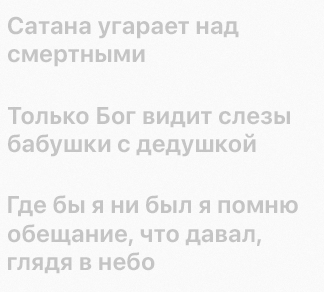 Сатана угарает над
смертными
Только Бог видит слезы
бабушки с дедушкой
Где бы я ни был я помню
обещание, что давал,
глядя в небо